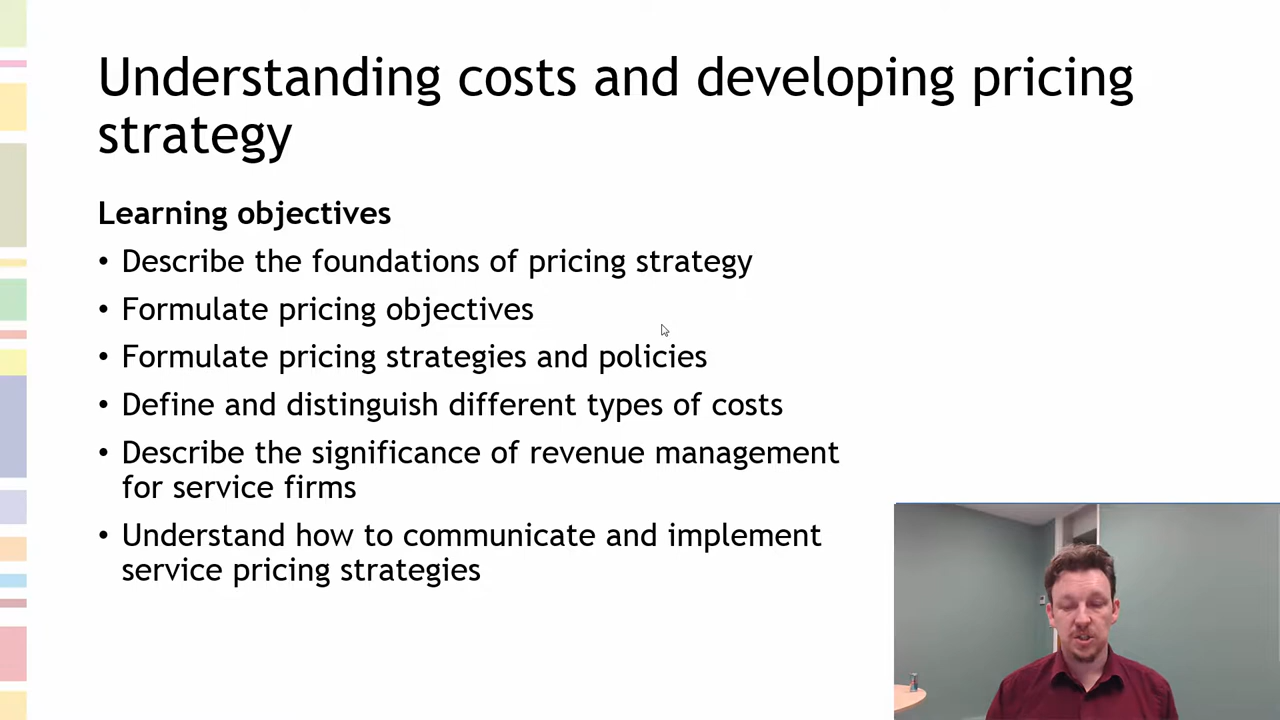 Understanding costs and developing pricing
strategy
Learning objectives
• Describe the foundations of pricing strategy
• Formulate pricing objectives
• Formulate pricing strategies and policies
• Define and distinguish different types of costs
• Describe the significance of revenue management
for service firms
• Understand how to communicate and implement
service pricing strategies